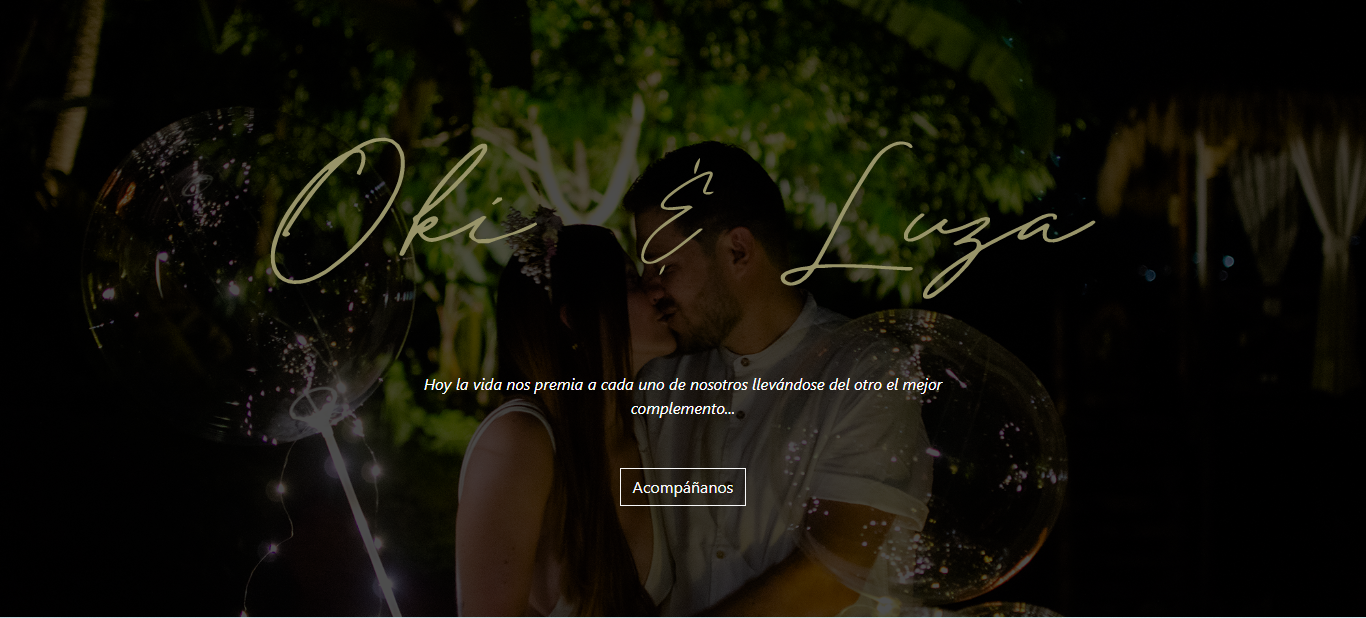 Oki & Luza
Hoy la vida nos premia a cada uno de nosotros llevándose del otro el mejor
complemento...
Acompáñanos